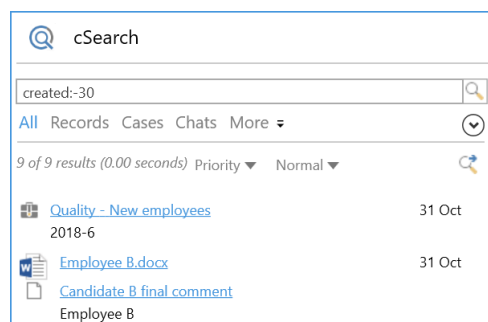 cSearch
created:-30
All Records Cases Chats More
9 of 9 results (0.00 seconds) Priority Normal
Quality - New employees 31 Oct
2018-6
Employee B.docx 31 Oct
Candidate B final comment
Employee B